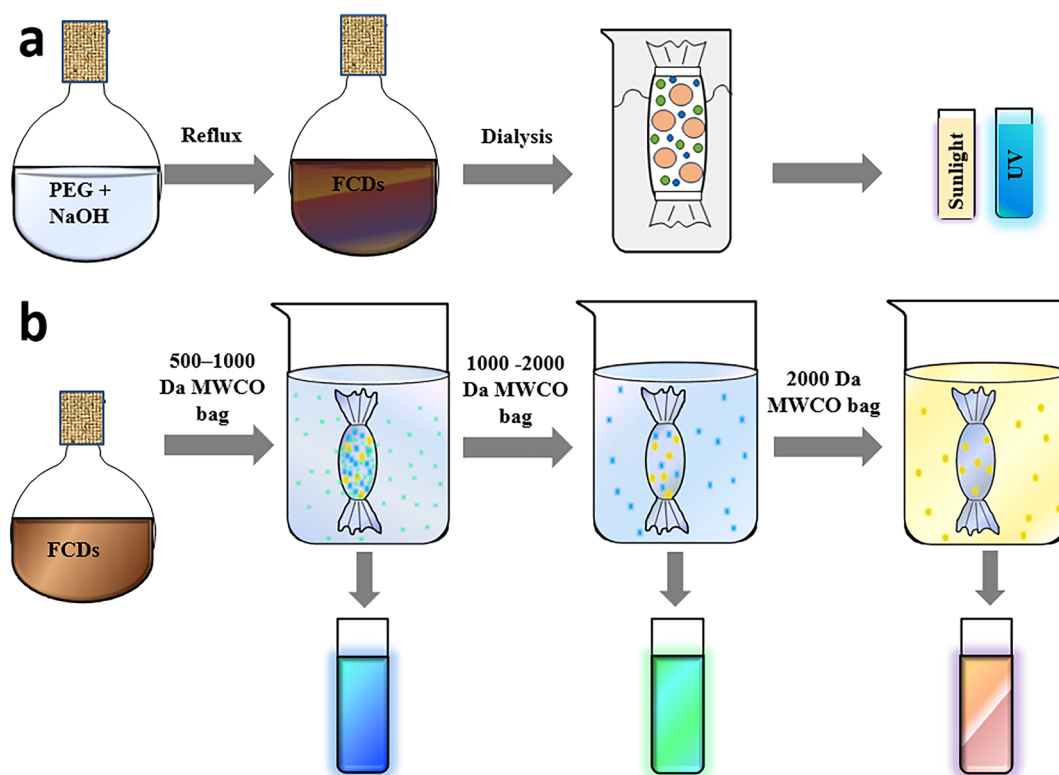 a
Reflux
Dialysis
PEG +
NaOH
FCDs
Sunlight
UV
b
500–1000
Da MWCO
bag
1000 -2000
Da MWCO
bag
2000 Da
MWCO bag
FCDs